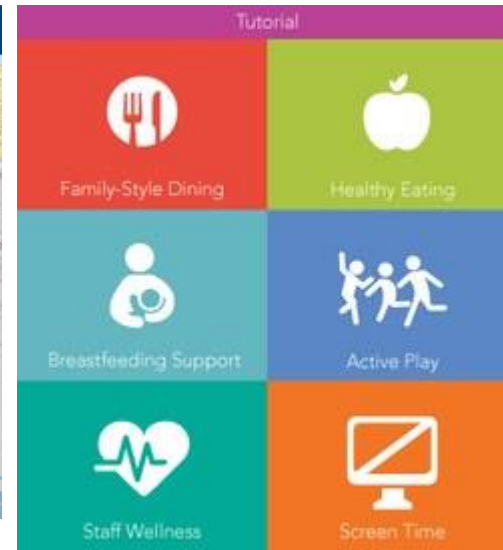 Tutorial
Family-Style Dining
Healthy Eating
Breastfeeding Support
Active Play
Staff Wellness
Screen Time